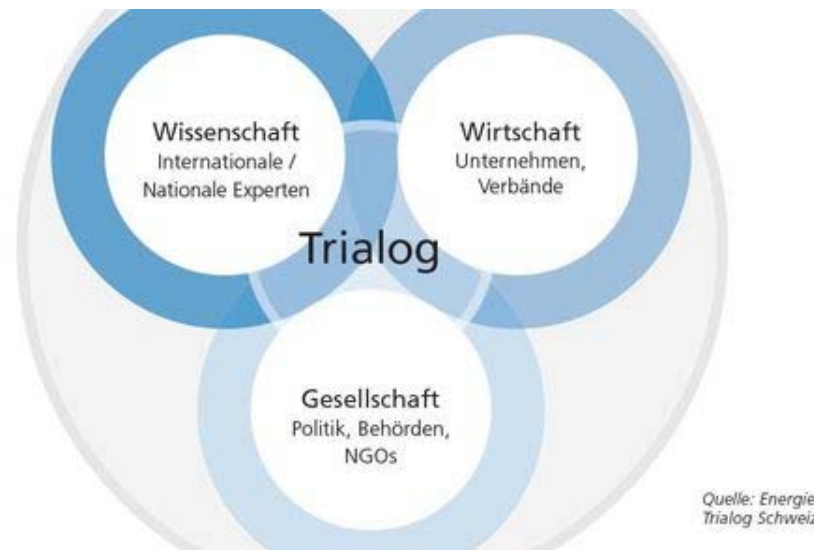 Wissenschaft
Internationale /
Nationale Experten
Wirtschaft
Unternehmen,
Verbände
Trialog
Gesellschaft
Politik, Behörden,
NGOs
Quelle: Energie
Trialog Schweiz